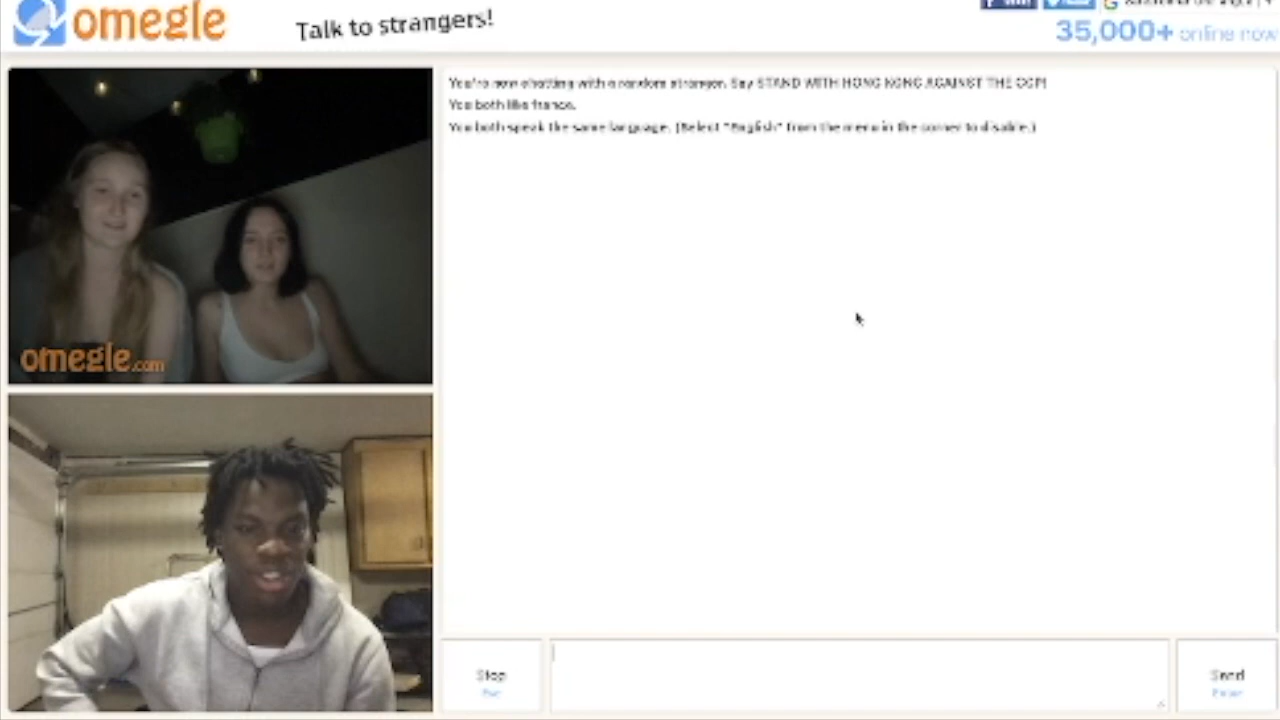 omegle
Talk to strangers!
35,000+ online now
You're now chatting with a random stranger. Say STAND WITH HONG KONG AGAINST THE CCP!
You both like france.
You both speak the same language. (Select "English" from the menu in the corner to disable.)
omegle.com
Stop
Esc
Send
Enter